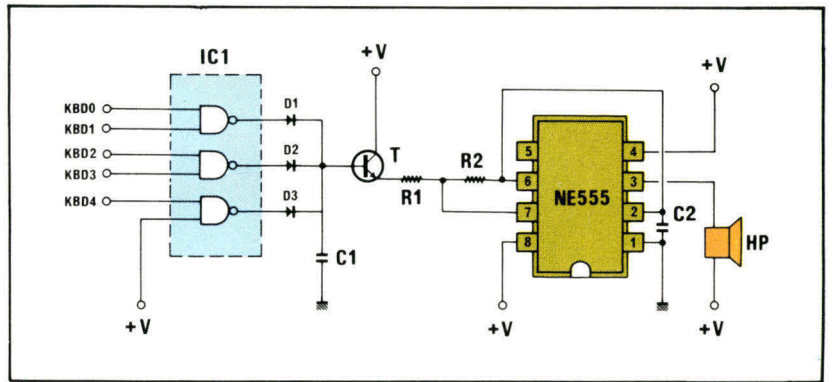 IC1
+V
+V
KBD0
KBD1
KBD2
KBD3
KBD4
D1
D2
D3
T
R1
R2
C1
+V
NE555
5
6
7
8
4
3
2
1
C2
HP
+V
+V